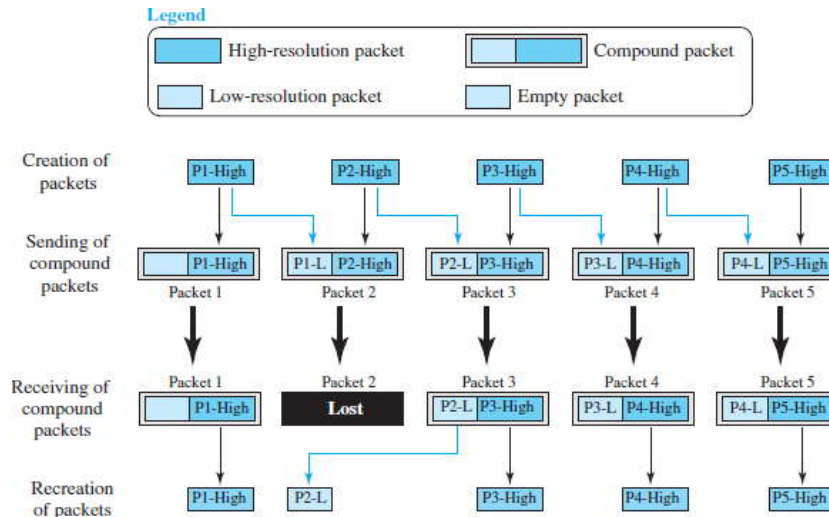 Legend
High-resolution packet Compound packet
Low-resolution packet Empty packet
Creation of packets
P1-High P2-High P3-High P4-High P5-High
Sending of compound packets
P1-High P1-L P2-High P2-L P3-High P3-L P4-High P4-L P5-High
Packet 1 Packet 2 Packet 3 Packet 4 Packet 5
Packet 1 Packet 2 Packet 3 Packet 4 Packet 5
Receiving of compound packets
P1-High Lost P2-L P3-High P3-L P4-High P4-L P5-High
Recreation of packets
P1-High P2-L P3-High P4-High P5-High